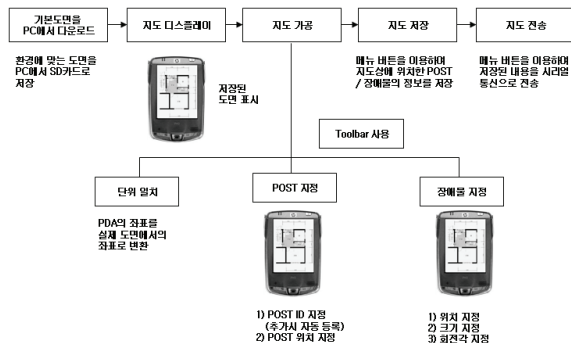 기본도면을
PC에서 다운로드
지도 디스플레이
지도 가공
지도 저장
지도 전송
환경에 맞는 도면을
PC에서 SD카드로
저장
저장된
도면 표시
메뉴 버튼을 이용하여
지도상에 위치한 POST
/ 장애물의 정보를 저장
메뉴 버튼을 이용하여
저장된 내용을 시리얼
통신으로 전송
Toolbar 사용
단위 일치
POST 지정
장애물 지정
PDA의 좌표를
실제 도면에서의
좌표로 변환
1) POST ID 지정
(추가시 자동 등록)
2) POST 위치 지정
1) 위치 지정
2) 크기 지정
3) 회전각 지정